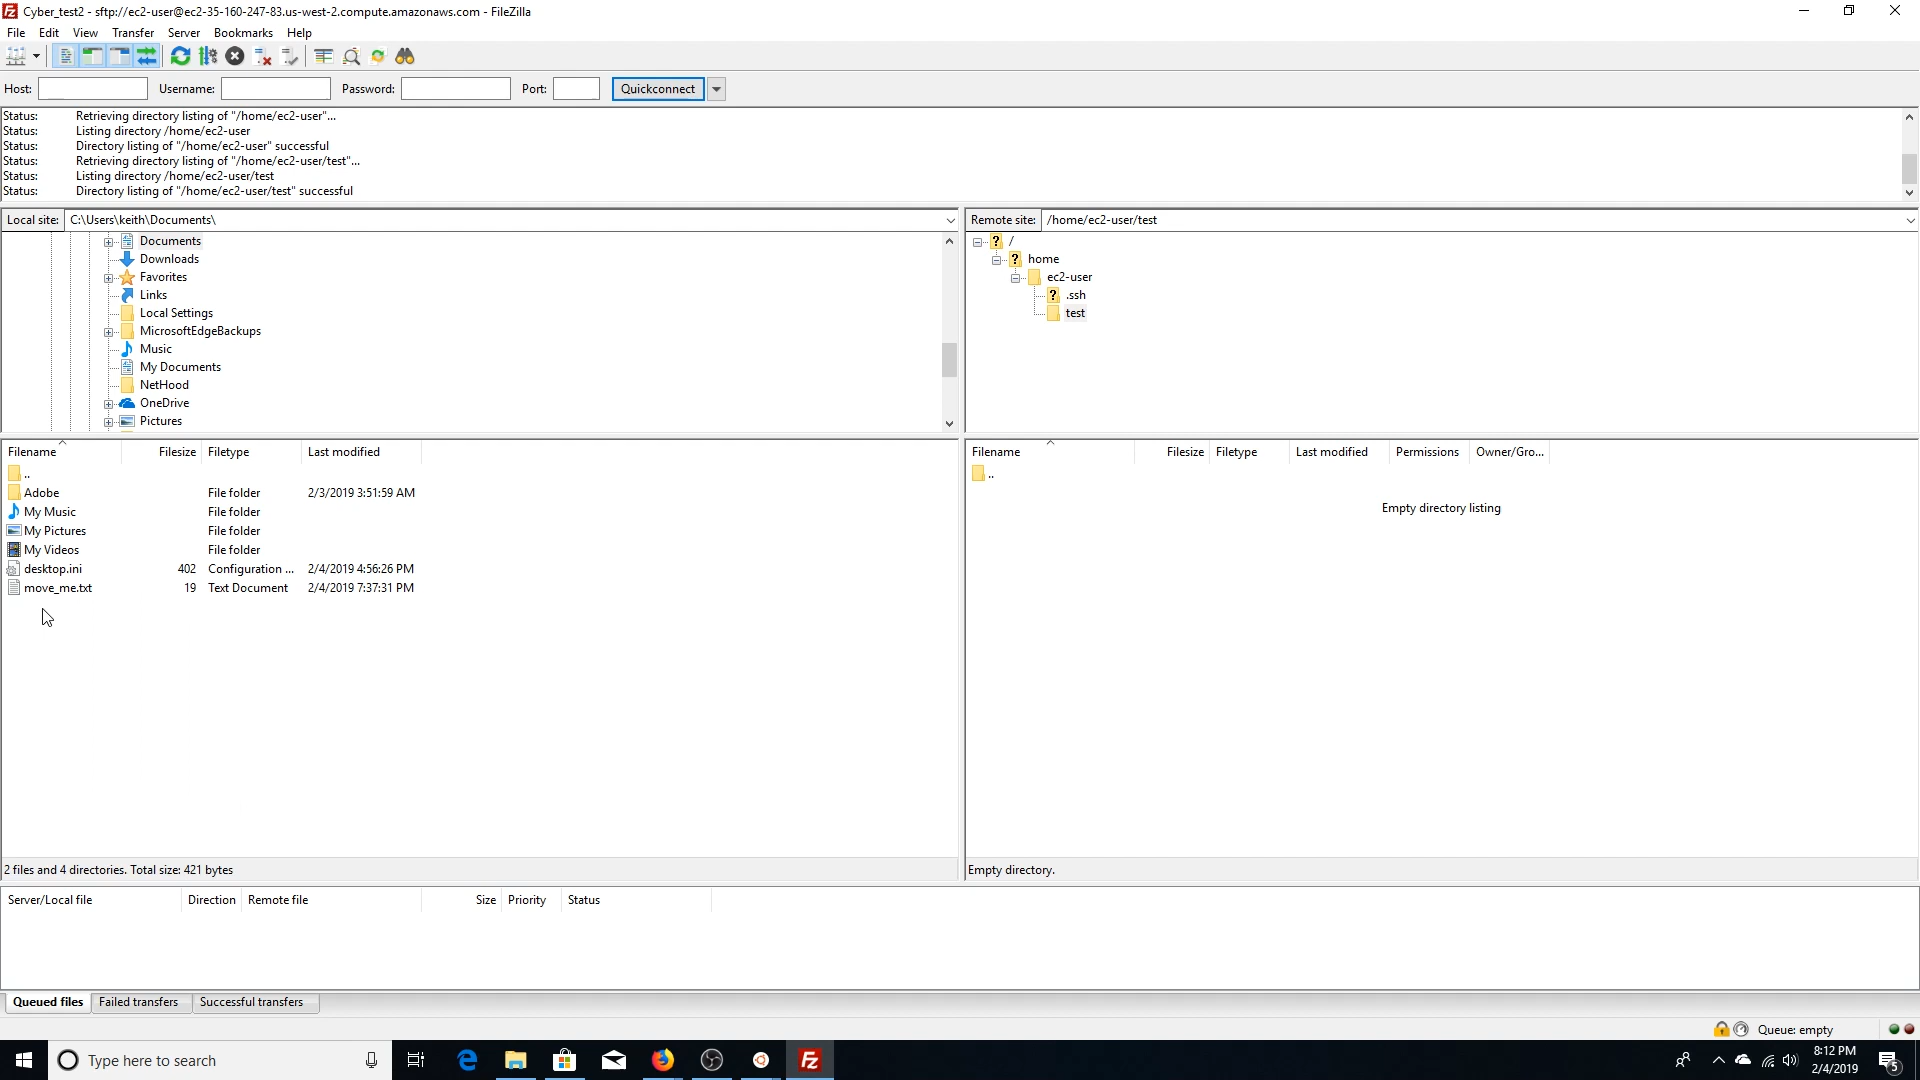 Cyber_test2 - sftp://ec2-user@ec2-35-160-247-83.us-west-2.compute.amazonaws.com - FileZilla
File Edit View Transfer Server Bookmarks Help
Host: Username: Password: Port: Quickconnect
Status: Retrieving directory listing of "/home/ec2-user"...
Status: Listing directory /home/ec2-user
Status: Directory listing of "/home/ec2-user" successful
Status: Retrieving directory listing of "/home/ec2-user/test"...
Status: Listing directory /home/ec2-user/test
Status: Directory listing of "/home/ec2-user/test" successful
Local site: C:\Users\keith\Documents\
Documents
Downloads
Favorites
Links
Local Settings
MicrosoftEdgeBackups
Music
My Documents
NetHood
OneDrive
Pictures
Remote site: /home/ec2-user/test
/
home
ec2-user
.ssh
test
Filename Filesize Filetype Last modified
..
Adobe File folder 2/3/2019 3:51:59 AM
My Music File folder
My Pictures File folder
My Videos File folder
desktop.ini 402 Configuration ... 2/4/2019 4:56:26 PM
move_me.txt 19 Text Document 2/4/2019 7:37:31 PM
2 files and 4 directories. Total size: 421 bytes
Filename Filesize Filetype Last modified Permissions Owner/Gro...
..
Empty directory listing
Empty directory.
Server/Local file Direction Remote file Size Priority Status
Queued files Failed transfers Successful transfers
Queue: empty
Type here to search
8:12 PM
2/4/2019
5